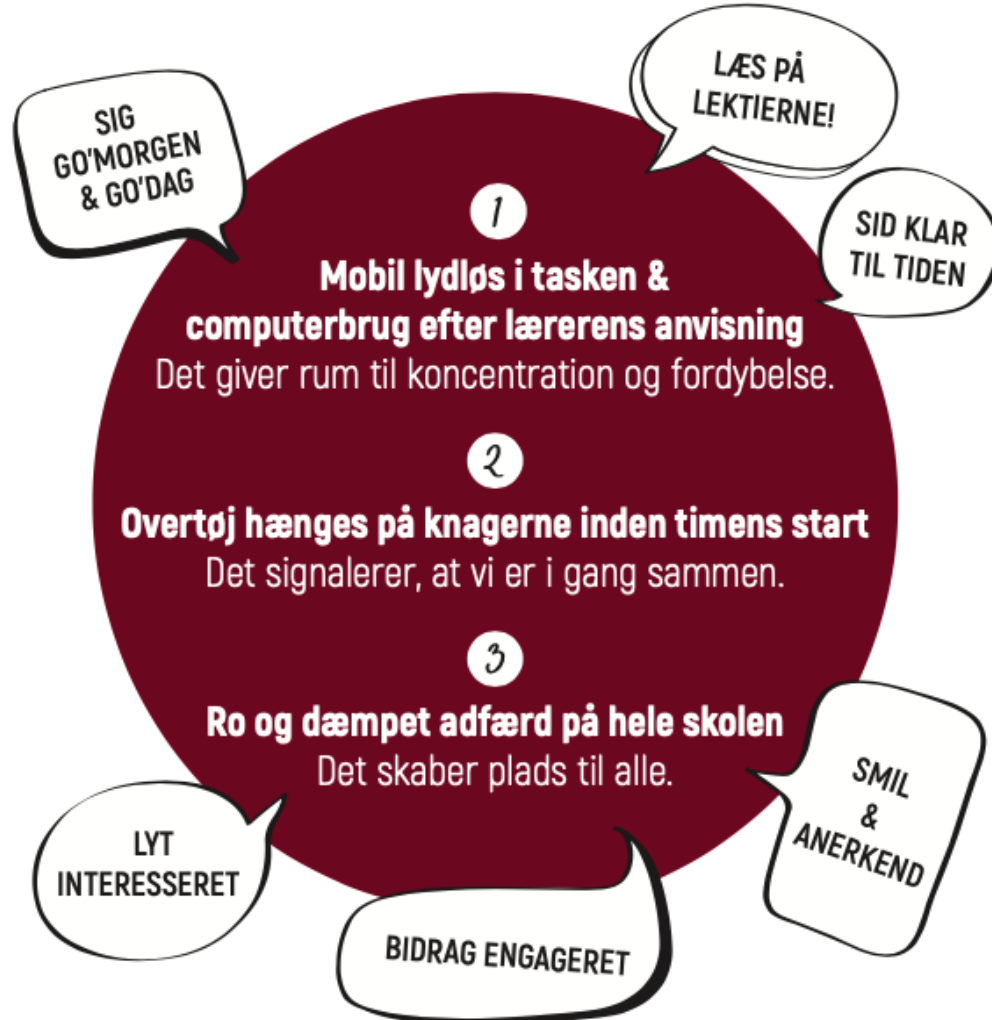 SIG
GO'MORGEN
& GO'DAG
LÆS PÅ
LEKTIERNE!
SID KLAR
TIL TIDEN
1
Mobil lydløs i tasken &
computerbrug efter lærerens anvisning
Det giver rum til koncentration og fordybelse.
2
Overtøj hænges på knagerne inden timens start
Det signalerer, at vi er i gang sammen.
3
Ro og dæmpet adfærd på hele skolen
Det skaber plads til alle.
SMIL
&
ANERKEND
LYT
INTERESSERET
BIDRAG ENGAGERET